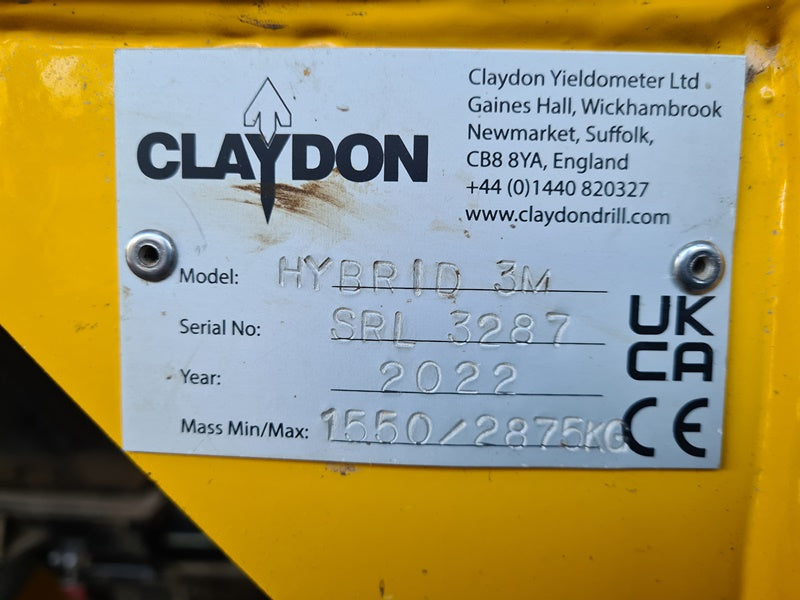 CLAYDON
Claydon Yieldometer Ltd
Gaines Hall, Wickhambrook
Newmarket, Suffolk,
CB8 8YA, England
+44 (0)1440 820327
www.claydondrill.com
Model: HYBRID 3M
Serial No: SRL 3287
Year: 2022
Mass Min/Max: 1550/2875KG
UK
CA
CE